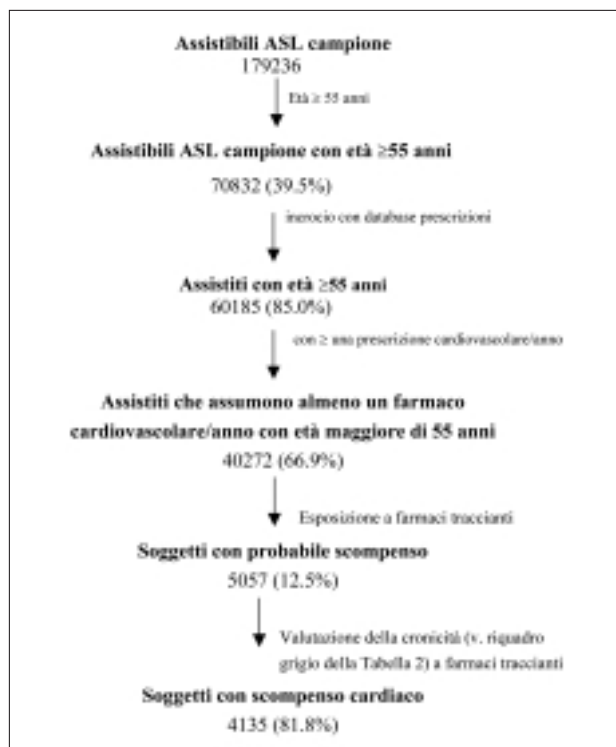 Assistibili ASL campione
179236
Età ≥ 55 anni
Assistibili ASL campione con età ≥55 anni
70832 (39.5%)
incrocio con database prescrizioni
Assistiti con età ≥55 anni
60185 (85.0%)
con ≥ una prescrizione cardiovascolare/anno
Assistiti che assumono almeno un farmaco
cardiovascolare/anno con età maggiore di 55 anni
40272 (66.9%)
Esposizione a farmaci traccianti
Soggetti con probabile scompenso
5057 (12.5%)
Valutazione della cronicità (v. riquadro
grigio della Tabella 2) a farmaci traccianti
Soggetti con scompenso cardiaco
4135 (81.8%)